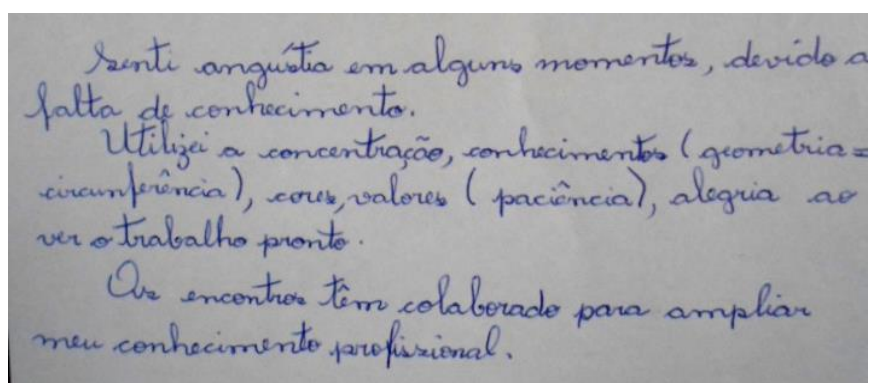 Senti angústia em alguns momentos, devido a
falta de conhecimento.
Utilizei a concentração, conhecimentos (geometria =
circunferência), cores, valores (paciência), alegria ao
ver o trabalho pronto.
Os encontros têm colaborado para ampliar
meu conhecimento profissional.